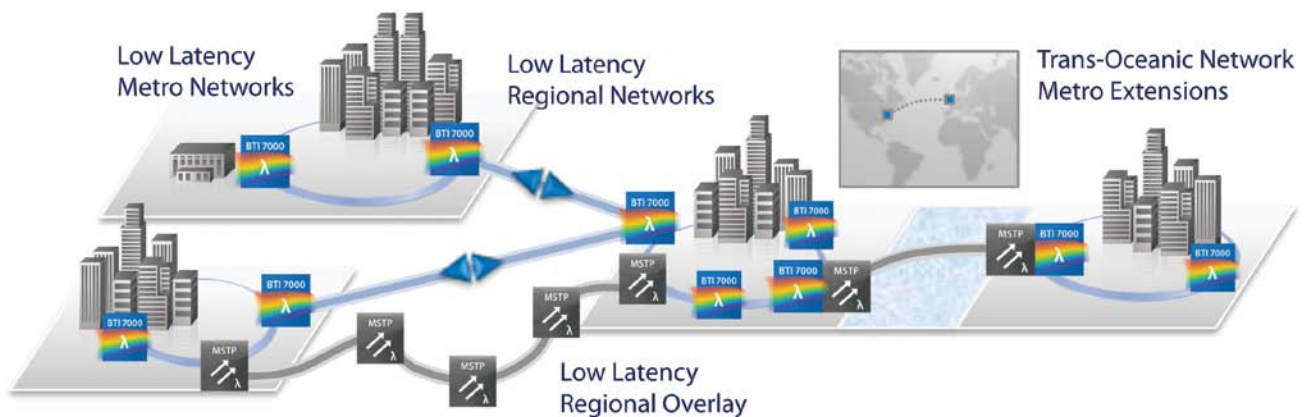 Low Latency
Metro Networks
Low Latency
Regional Networks
Trans-Oceanic Network
Metro Extensions
BTI 7000
λ
BTI 7000
λ
BTI 7000
λ
BTI 7000
λ
MSTP
λ
BTI 7000
λ
BTI 7000
λ
MSTP
λ
BTI 7000
λ
BTI 7000
λ
MSTP
λ
BTI 7000
λ
MSTP
λ
BTI 7000
λ
MSTP
λ
MSTP
λ
MSTP
λ
Low Latency
Regional Overlay